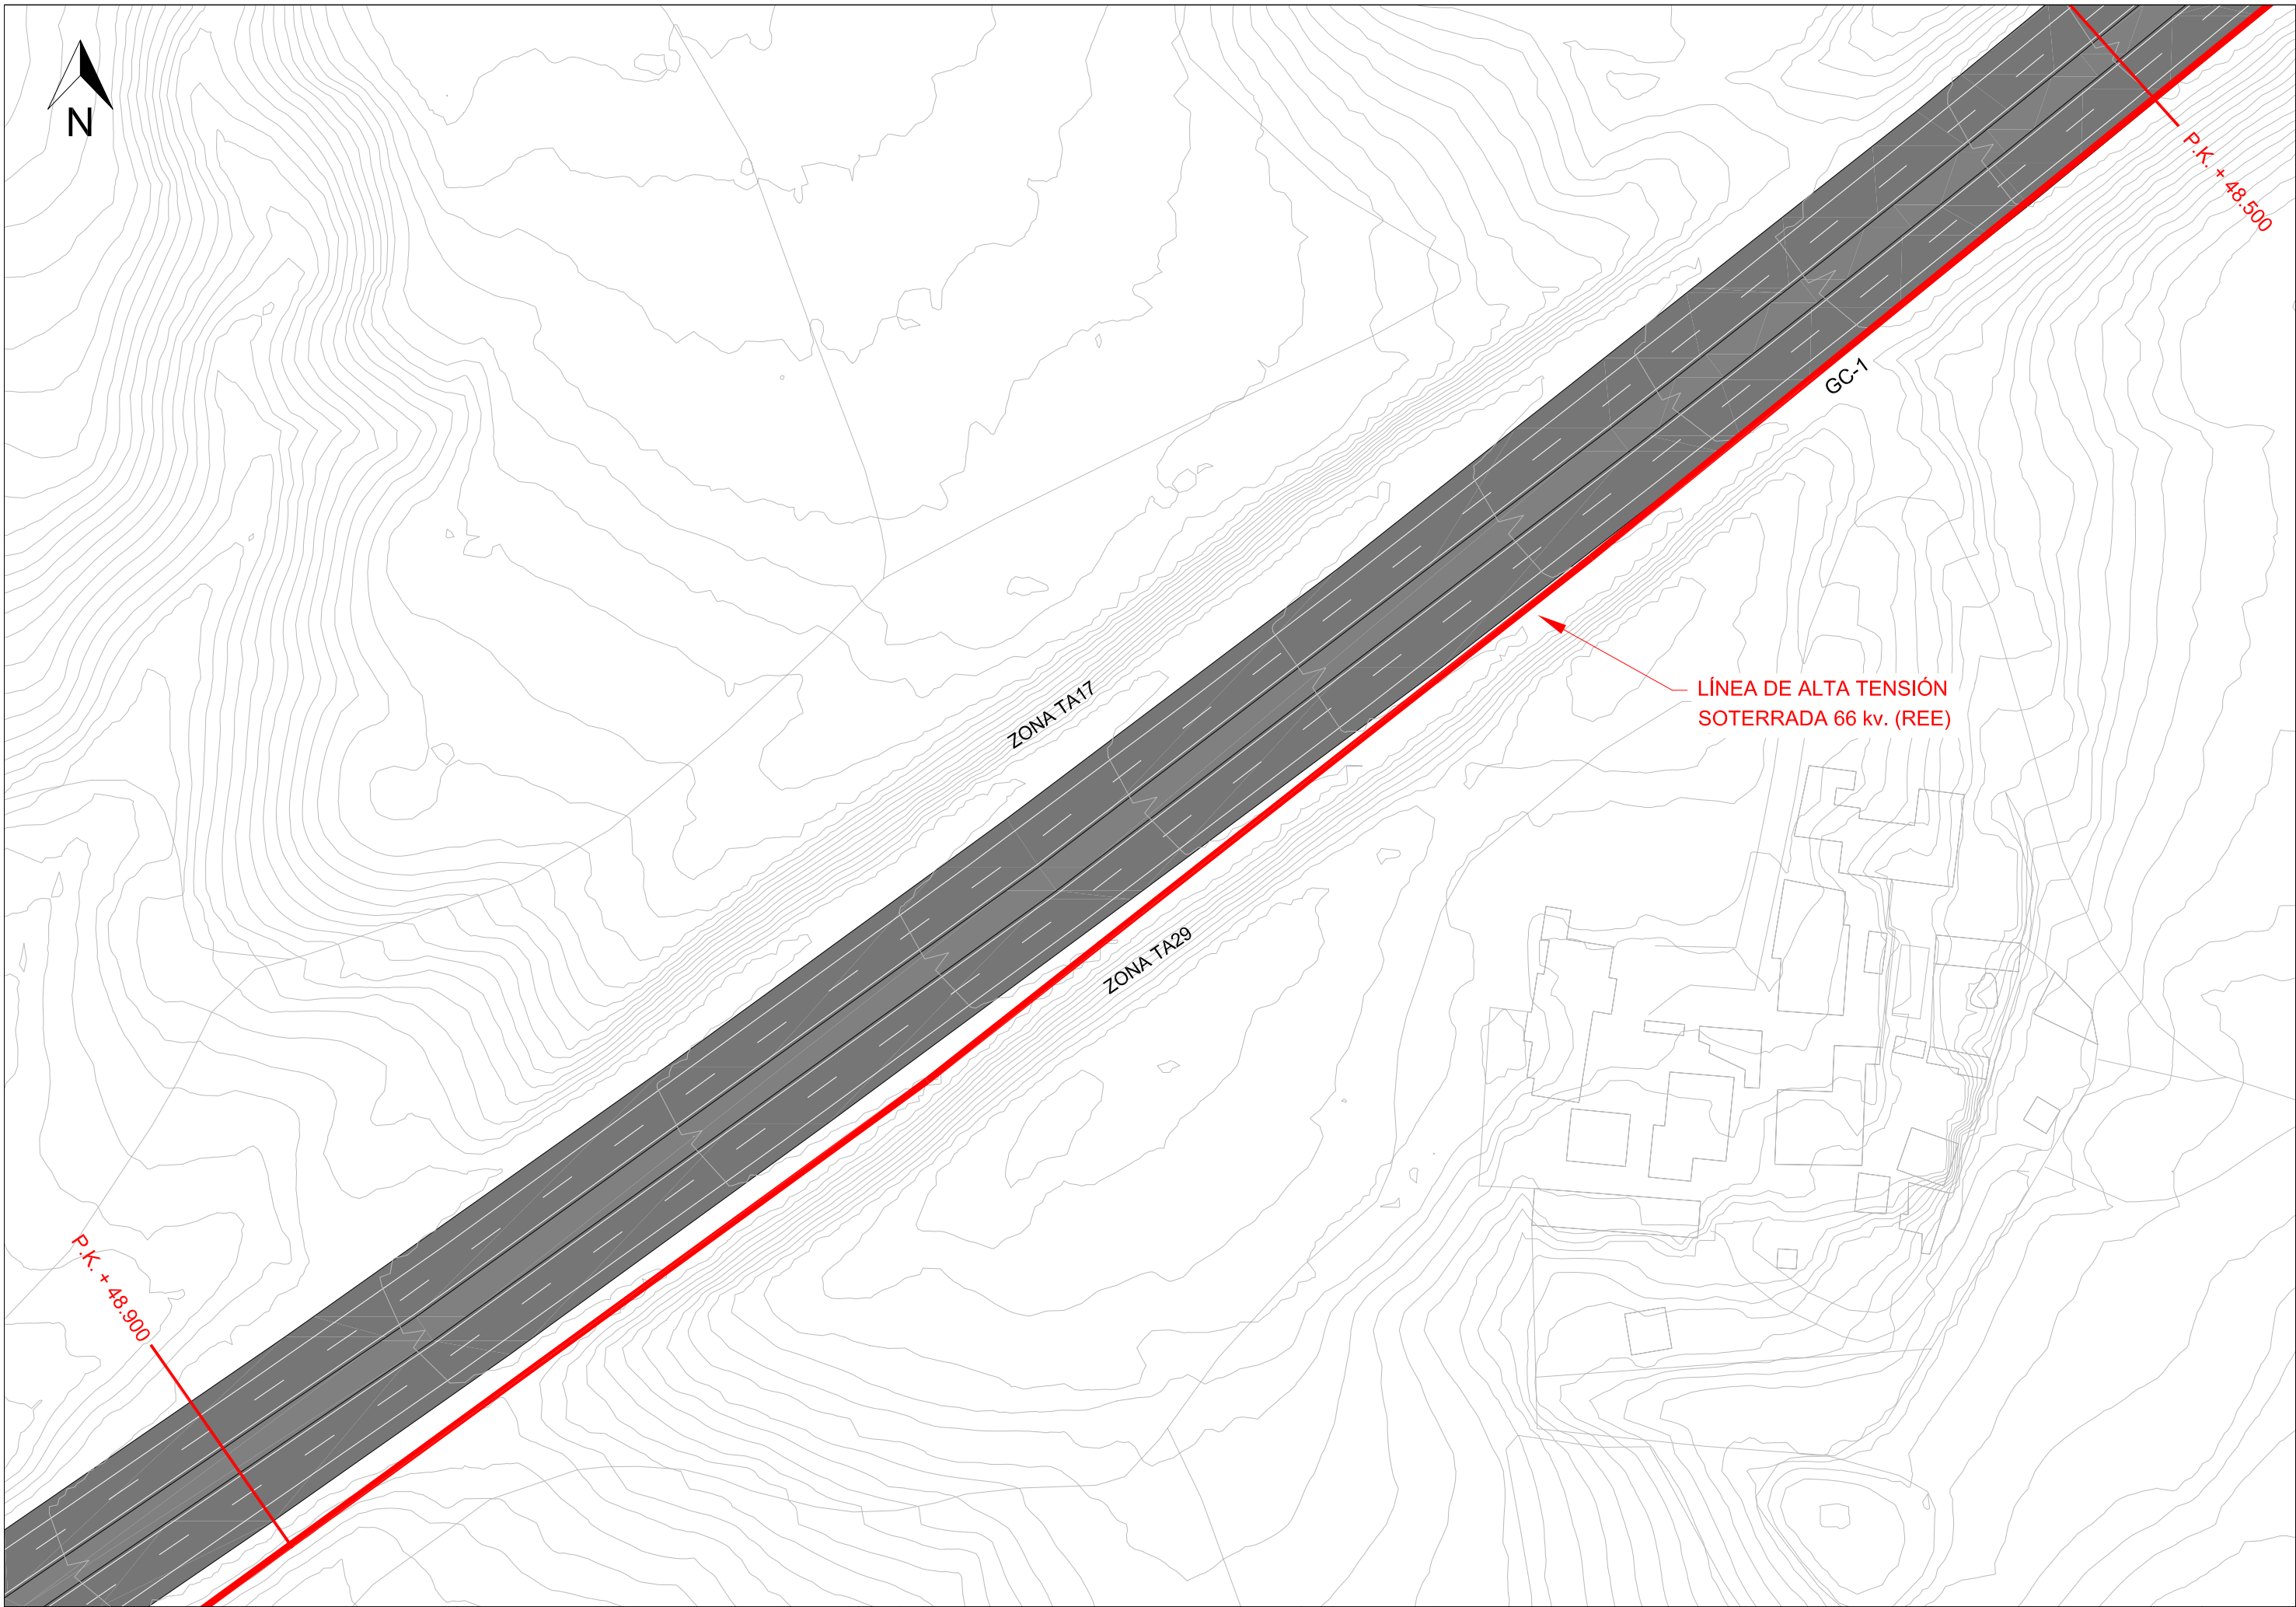 N
P.K. + 48.500
GC-1
LÍNEA DE ALTA TENSIÓN
SOTERRADA 66 kv. (REE)
ZONA TA17
ZONA TA29
P.K. + 48.900